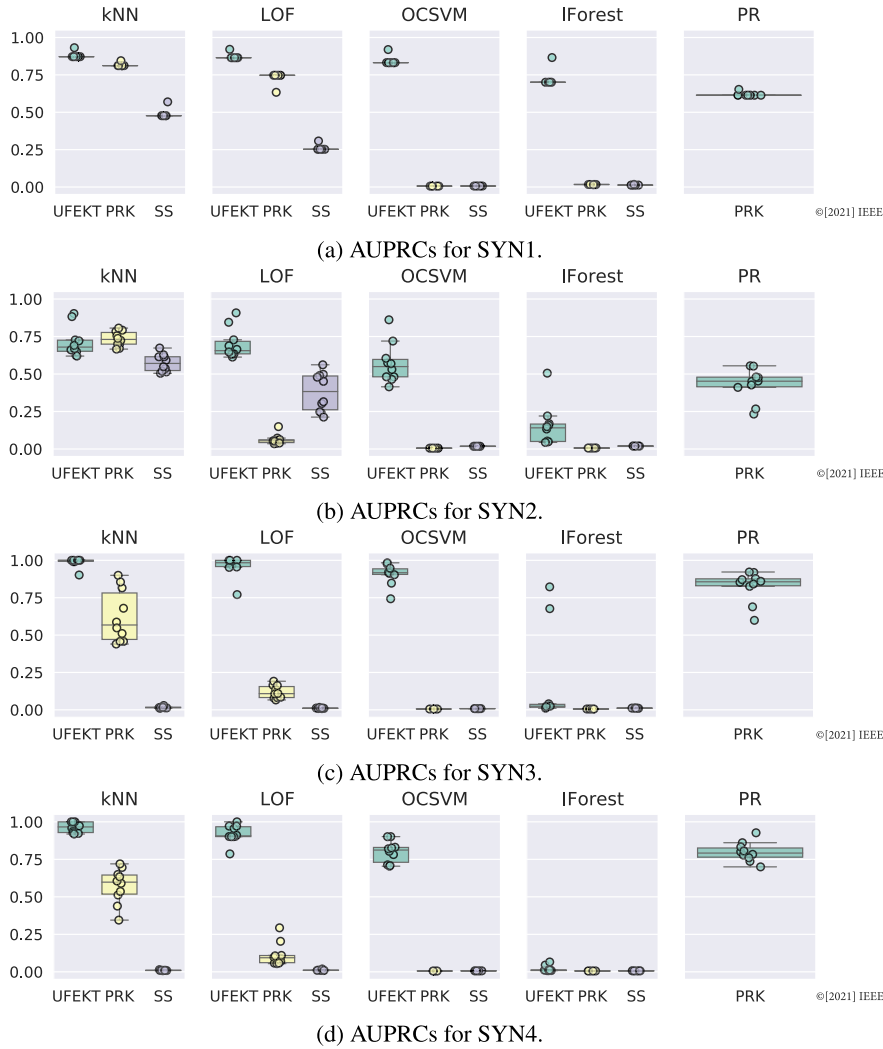 kNN LOF OCSVM IForest PR
1.00
0.75
0.50
0.25
0.00
UFEKT PRK SS UFEKT PRK SS UFEKT PRK SS UFEKT PRK SS PRK ©[2021] IEEE
(a) AUPRCs for SYN1.
kNN LOF OCSVM IForest PR
1.00
0.75
0.50
0.25
0.00
UFEKT PRK SS UFEKT PRK SS UFEKT PRK SS UFEKT PRK SS PRK ©[2021] IEEE
(b) AUPRCs for SYN2.
kNN LOF OCSVM IForest PR
1.00
0.75
0.50
0.25
0.00
UFEKT PRK SS UFEKT PRK SS UFEKT PRK SS UFEKT PRK SS PRK ©[2021] IEEE
(c) AUPRCs for SYN3.
kNN LOF OCSVM IForest PR
1.00
0.75
0.50
0.25
0.00
UFEKT PRK SS UFEKT PRK SS UFEKT PRK SS UFEKT PRK SS PRK ©[2021] IEEE
(d) AUPRCs for SYN4.